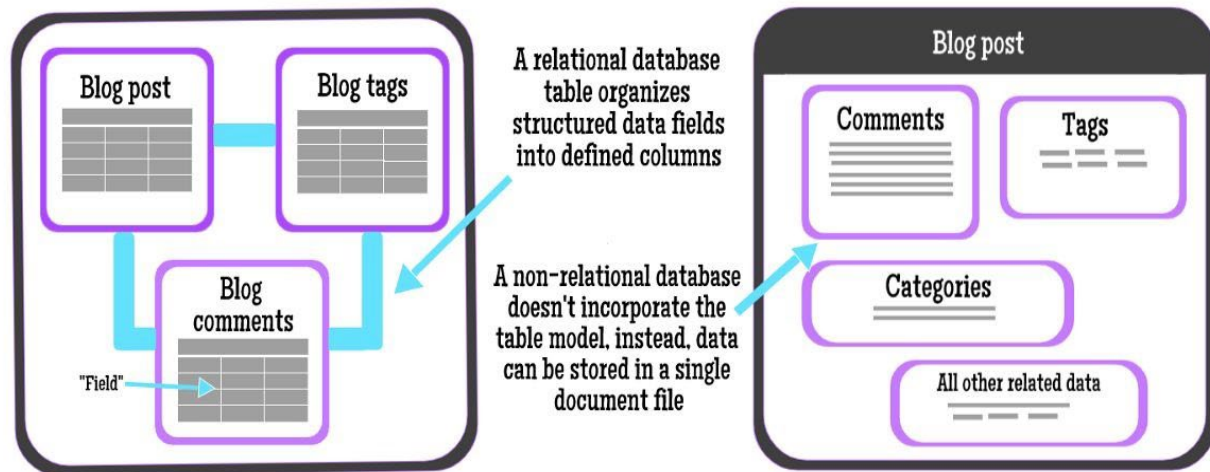 Blog post
Blog tags
Blog
comments
"Field"
A relational database
table organizes
structured data fields
into defined columns
A non-relational database
doesn't incorporate the
table model, instead, data
can be stored in a single
document file
Blog post
Comments
Tags
Categories
All other related data